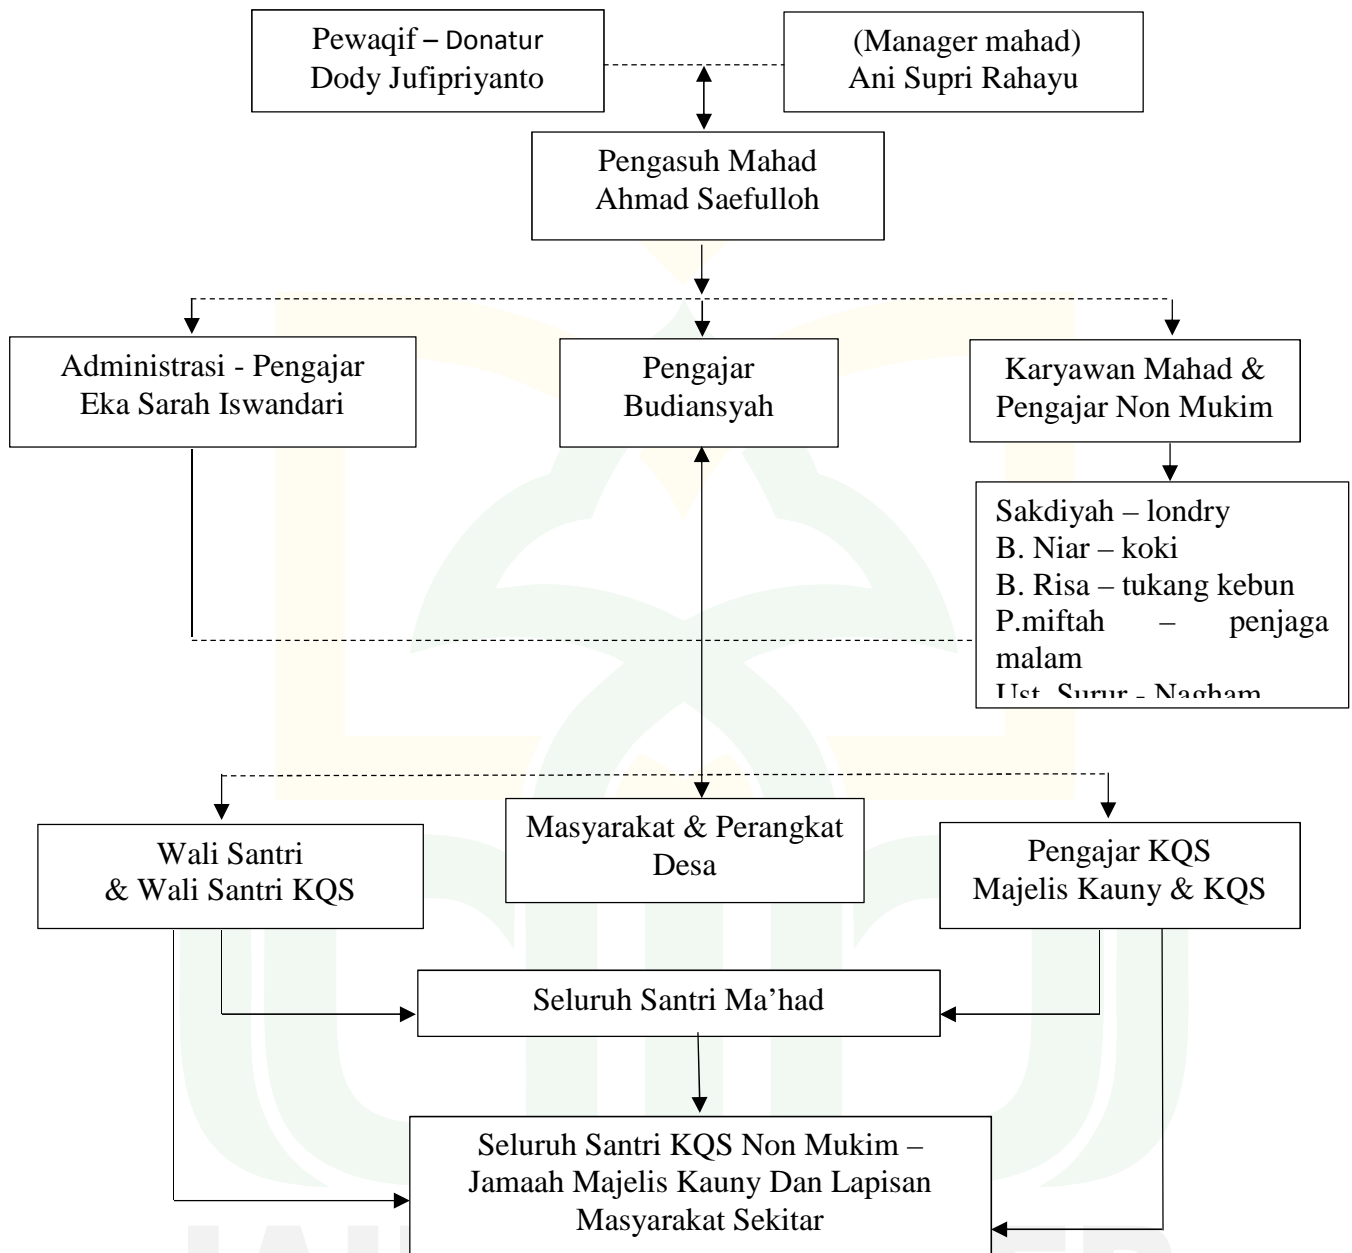 Pewaqif – Donatur
Dody Jufipriyanto
(Manager mahad)
Ani Supri Rahayu
Pengasuh Mahad
Ahmad Saefulloh
Administrasi - Pengajar
Eka Sarah Iswandari
Pengajar
Budiansyah
Karyawan Mahad &
Pengajar Non Mukim
Sakdiyah – londry
B. Niar – koki
B. Risa – tukang kebun
P.miftah – penjaga
malam
Ust. Surur - Nagham
Wali Santri
& Wali Santri KQS
Masyarakat & Perangkat
Desa
Pengajar KQS
Majelis Kauny & KQS
Seluruh Santri Ma’had
Seluruh Santri KQS Non Mukim –
Jamaah Majelis Kauny Dan Lapisan
Masyarakat Sekitar